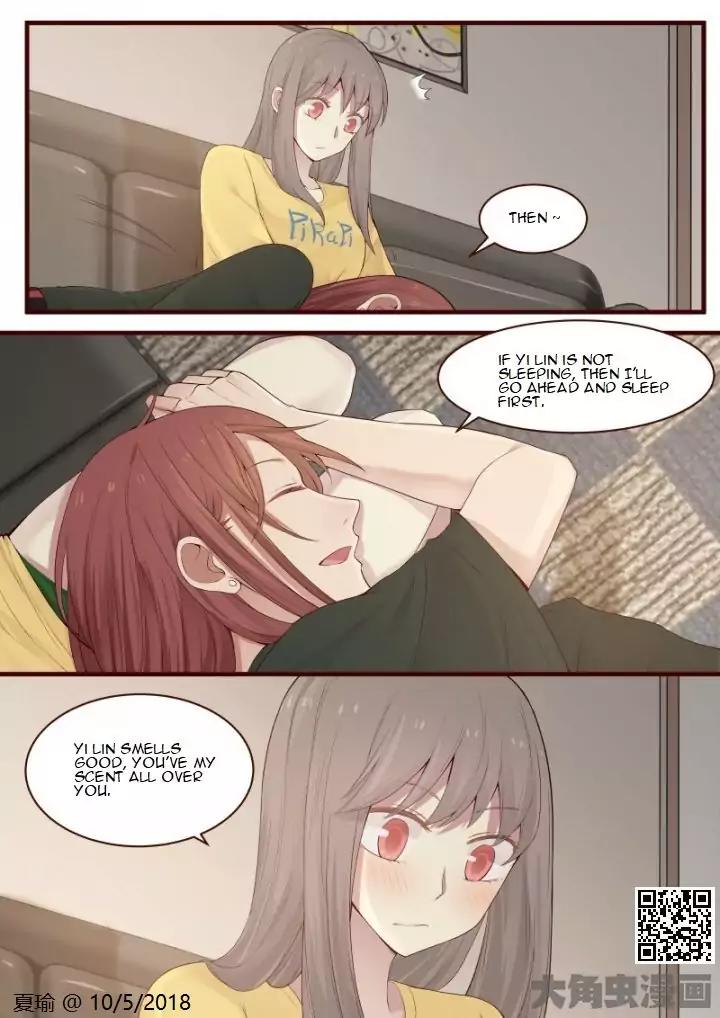 PiKaPi
THEN ~
IF YI LIN IS NOT
SLEEPING, THEN I'LL
GO AHEAD AND SLEEP
FIRST.
YI LIN SMELLS
GOOD, YOU'VE MY
SCENT ALL OVER
YOU.
夏瑜 @ 10/5/2018
大角虫漫画